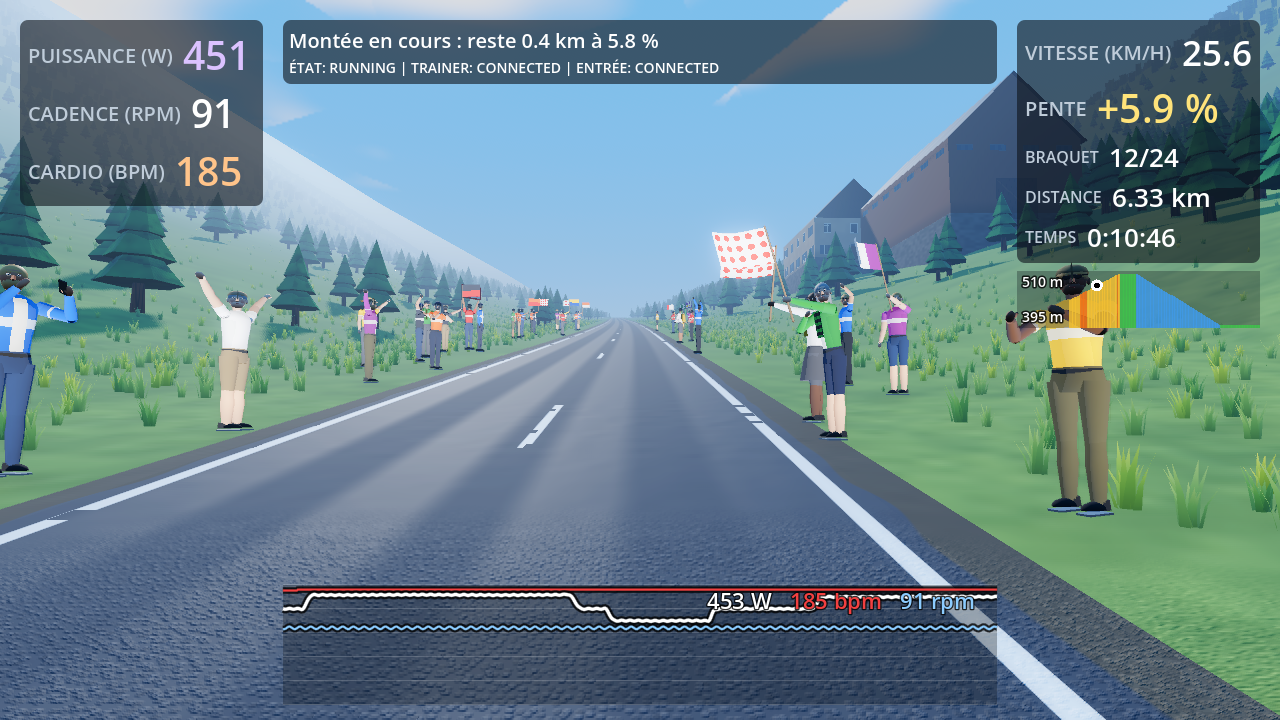 PUISSANCE (W) 451
CADENCE (RPM) 91
CARDIO (BPM) 185
Montée en cours : reste 0.4 km à 5.8 %
ÉTAT: RUNNING | TRAINER: CONNECTED | ENTRÉE: CONNECTED
VITESSE (KM/H) 25.6
PENTE +5.9 %
BRAQUET 12/24
DISTANCE 6.33 km
TEMPS 0:10:46
510 m
395 m
453 W 185 bpm 91 rpm